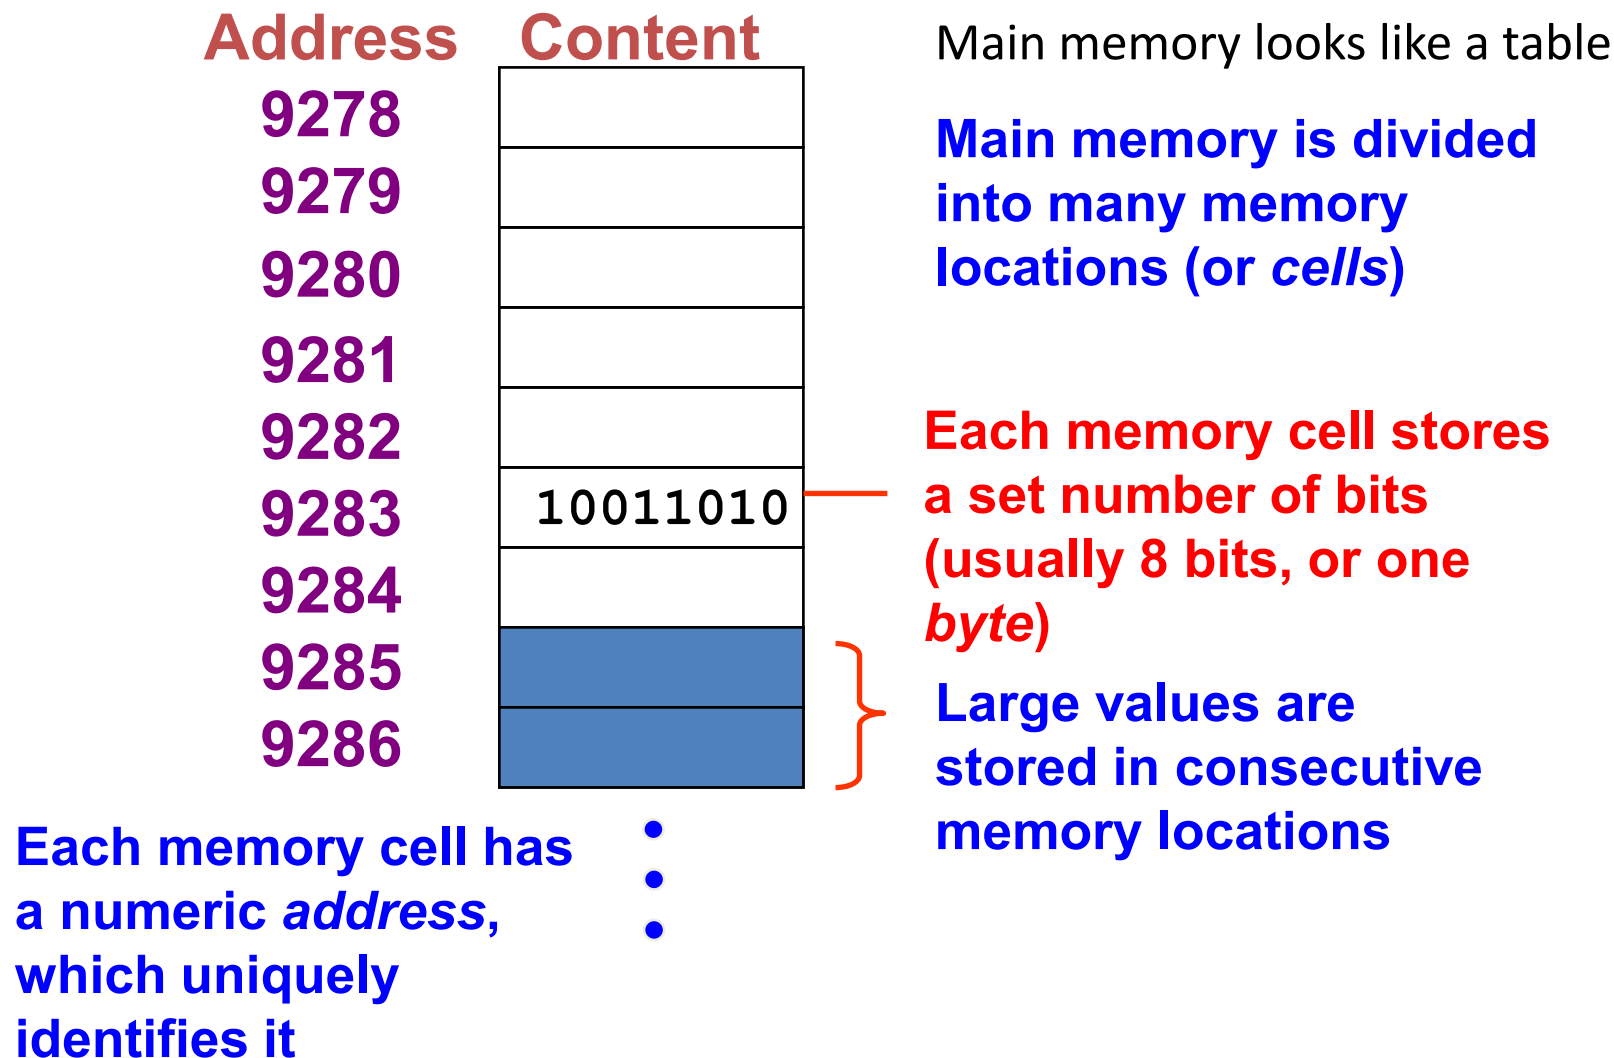 Address Content
9278
9279
9280
9281
9282
9283 10011010
9284
9285
9286
Each memory cell has
a numeric address,
which uniquely
identifies it
Main memory looks like a table
Main memory is divided
into many memory
locations (or cells)
Each memory cell stores
a set number of bits
(usually 8 bits, or one
byte)
Large values are
stored in consecutive
memory locations